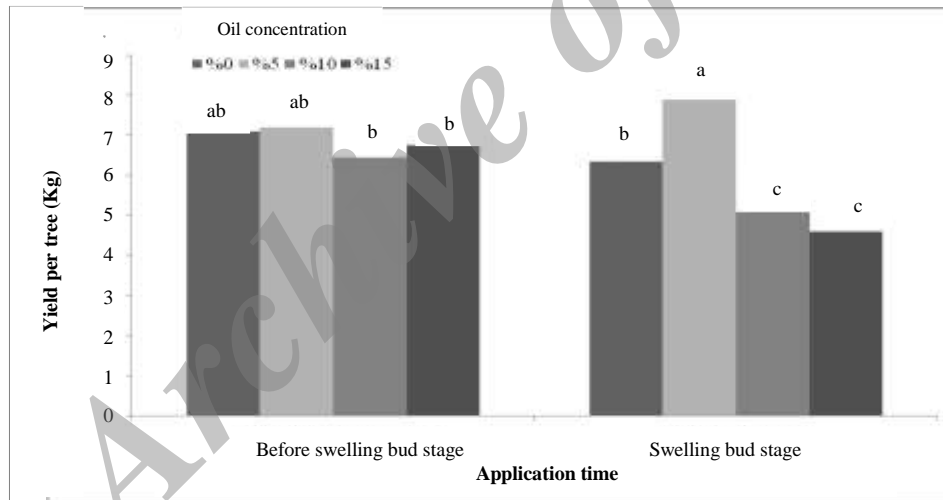 Oil concentration
%0 %5 %10 %15
9
8
7
6
5
4
3
2
1
0
Yield per tree (Kg)
ab ab b b
b a c c
Before swelling bud stage Swelling bud stage
Application time
Archive of